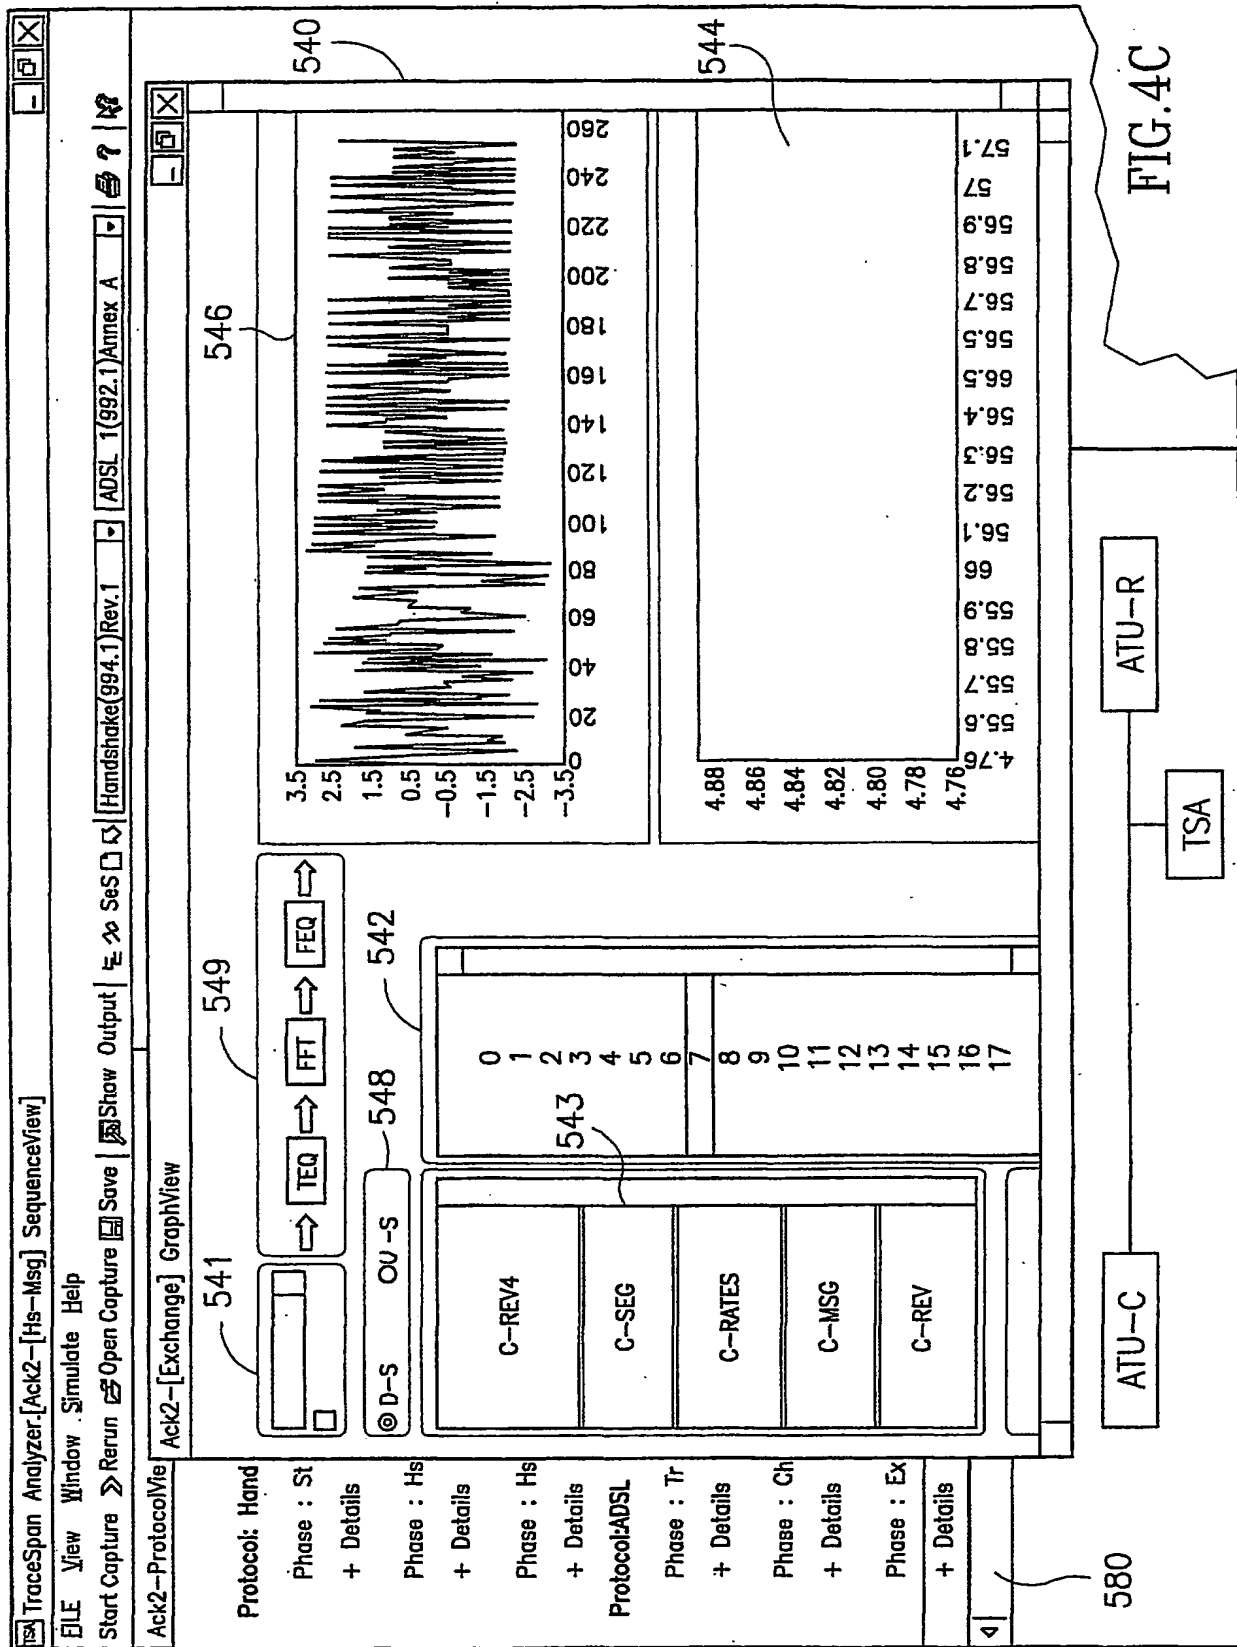 TSA TraceSpan Analyzer.[Ack2-[Hs-Msg] SequenceView]
FILE View Window . Simulate Help
Start Capture Rerun Open Capture Save | Show Output | SeS | Handshake(994.1)Rev.1 ADSL 1(992.1)Annex A ?
Ack2-ProtocolVie
Protocol: Hand
Phase : St
+ Details
Phase : Hs
+ Details
Phase : Hs
+ Details
Protocol:ADSL
Phase : Tr
+ Details
Phase : Ch
+ Details
Phase : Ex
+ Details
580
Ack2-[Exchange] GraphView
541
549
TEQ FFT FEQ
D-S OU-S
548
542
C-REV4
C-SEG
C-RATES
C-MSG
C-REV
543
0
1
2
3
4
5
6
7
8
9
10
11
12
13
14
15
16
17
546
540
3.5
2.5
1.5
0.5
-0.5
-1.5
-2.5
-3.5
0 20 40 60 80 100 120 140 160 180 200 220 240 260
544
4.88
4.86
4.84
4.82
4.80
4.78
4.76
4.76 55.6 55.7 55.8 55.9 66 56.1 56.2 56.3 56.4 66.5 56.5 56.7 56.8 56.9 57 57.1
ATU-C
TSA
ATU-R
FIG.4C